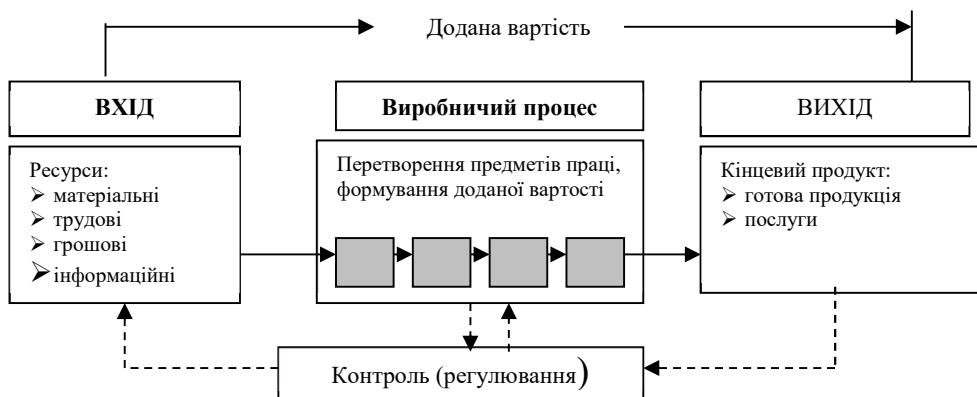 Додана вартість
ВХІД
Виробничий процес
ВИХІД
Ресурси:
➢ матеріальні
➢ трудові
➢ грошові
➢ інформаційні
Перетворення предметів праці,
формування доданої вартості
Кінцевий продукт:
➢ готова продукція
➢ послуги
Контроль (регулювання)